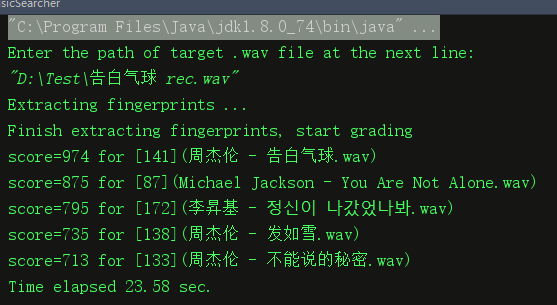 sicSearcher
"C:\Program Files\Java\jdk1.8.0_74\bin\java" ...
Enter the path of target .wav file at the next line:
"D:\Test\告白气球 rec.wav"
Extracting fingerprints ...
Finish extracting fingerprints, start grading
score=974 for [141](周杰伦 - 告白气球.wav)
score=875 for [87](Michael Jackson - You Are Not Alone.wav)
score=795 for [172](李昇基 - 정신이 나갔었나봐.wav)
score=735 for [138](周杰伦 - 发如雪.wav)
score=713 for [133](周杰伦 - 不能说的秘密.wav)
Time elapsed 23.58 sec.